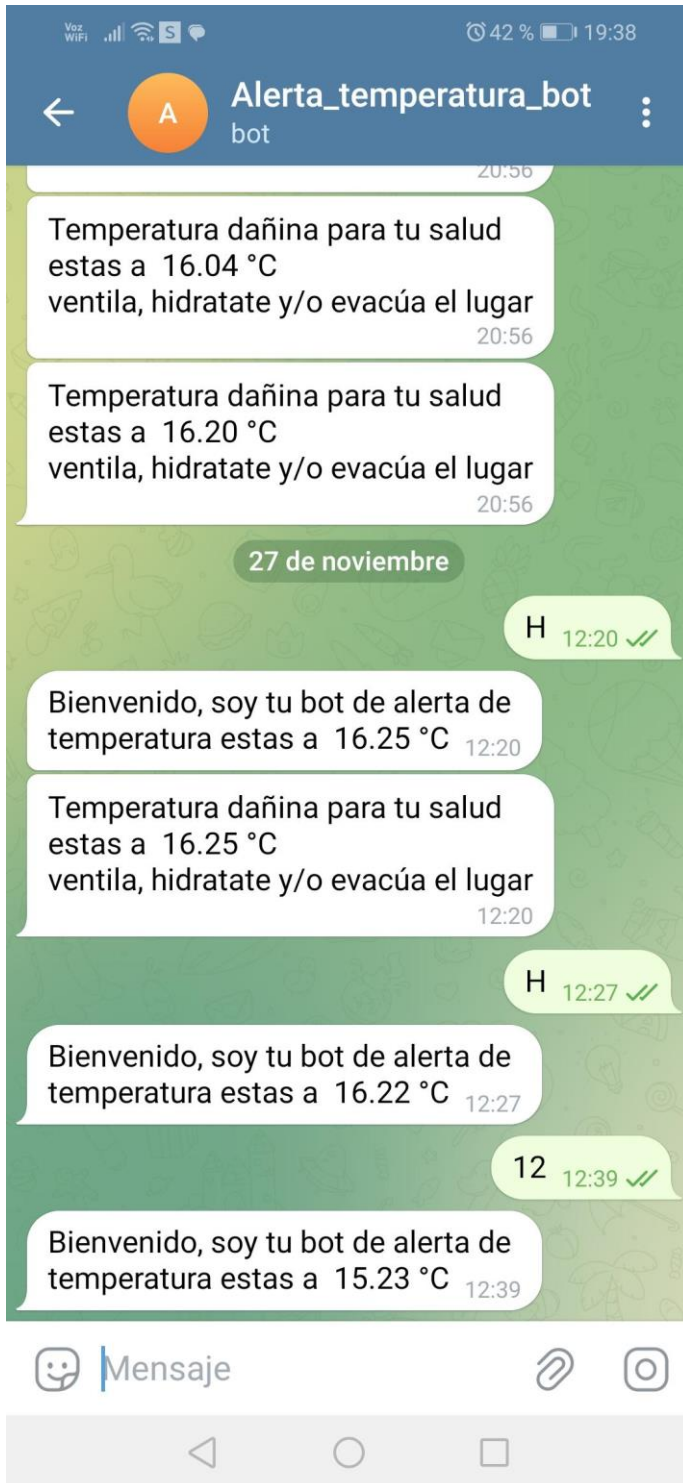 Voz
WiFi
S
42 % 19:38
A
Alerta_temperatura_bot
bot
20:56
Temperatura dañina para tu salud
estas a  16.04 °C
ventila, hidratate y/o evacúa el lugar
20:56
Temperatura dañina para tu salud
estas a  16.20 °C
ventila, hidratate y/o evacúa el lugar
20:56
27 de noviembre
H 12:20
Bienvenido, soy tu bot de alerta de
temperatura estas a  16.25 °C 12:20
Temperatura dañina para tu salud
estas a  16.25 °C
ventila, hidratate y/o evacúa el lugar
12:20
H 12:27
Bienvenido, soy tu bot de alerta de
temperatura estas a  16.22 °C 12:27
12 12:39
Bienvenido, soy tu bot de alerta de
temperatura estas a  15.23 °C 12:39
Mensaje